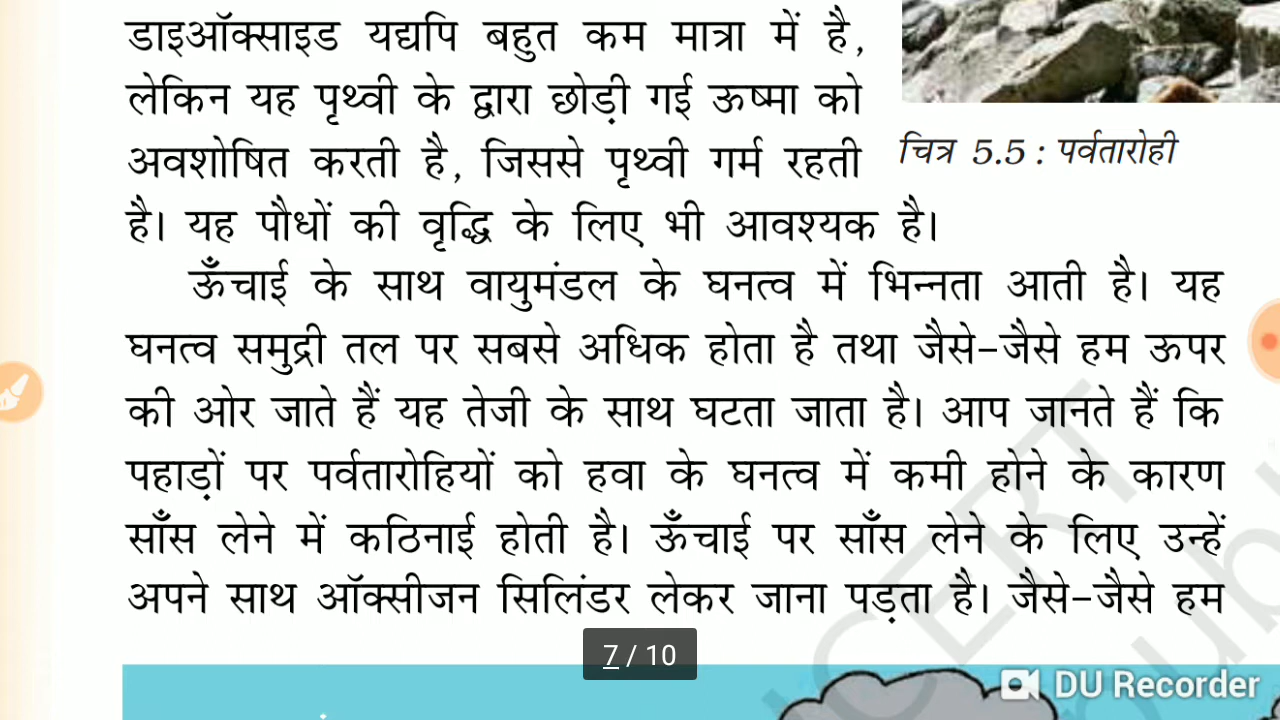 डाइऑक्साइड यद्यपि बहुत कम मात्रा में है,
लेकिन यह पृथ्वी के द्वारा छोड़ी गई ऊष्मा को
अवशोषित करती है, जिससे पृथ्वी गर्म रहती
चित्र 5.5 : पर्वतारोही
है। यह पौधों की वृद्धि के लिए भी आवश्यक है।
ऊँचाई के साथ वायुमंडल के घनत्व में भिन्नता आती है। यह
घनत्व समुद्री तल पर सबसे अधिक होता है तथा जैसे-जैसे हम ऊपर
की ओर जाते हैं यह तेजी के साथ घटता जाता है। आप जानते हैं कि
पहाड़ों पर पर्वतारोहियों को हवा के घनत्व में कमी होने के कारण
साँस लेने में कठिनाई होती है। ऊँचाई पर साँस लेने के लिए उन्हें
अपने साथ ऑक्सीजन सिलिंडर लेकर जाना पड़ता है। जैसे-जैसे हम
7 / 10
NCERT
DU Recorder